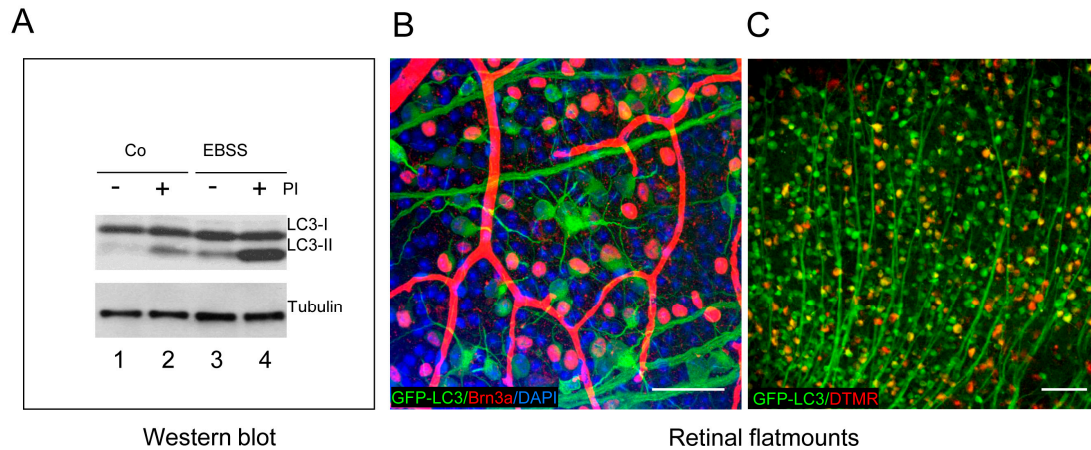 A
B
C
Co EBSS
- + - + PI
LC3-I
LC3-II
Tubulin
1 2 3 4
GFP-LC3/Brn3a/DAPI
GFP-LC3/DTMR
Western blot
Retinal flatmounts